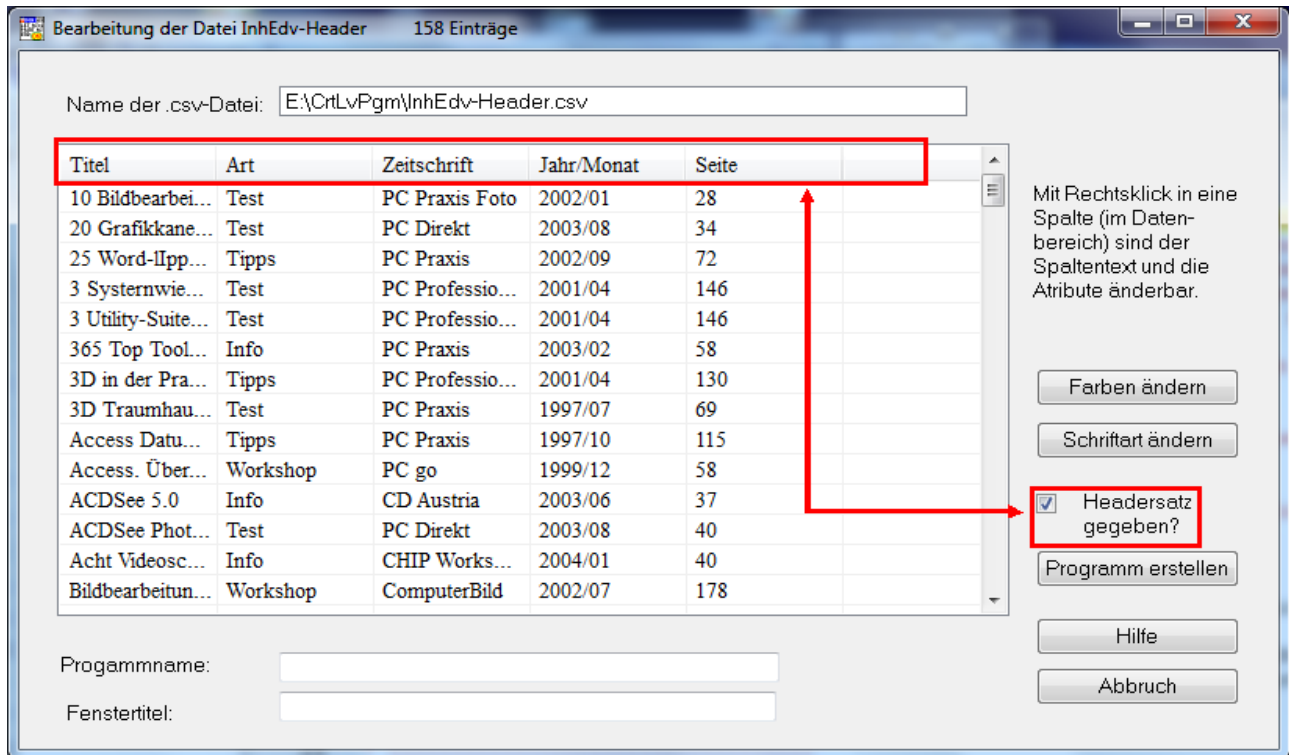 Bearbeitung der Datei InhEdv-Header 158 Einträge
Name der .csv-Datei: E:\CrtLvPgm\InhEdv-Header.csv
Titel Art Zeitschrift Jahr/Monat Seite
10 Bildbearbei... Test PC Praxis Foto 2002/01 28
20 Grafikkane... Test PC Direkt 2003/08 34
25 Word-lIpp... Tipps PC Praxis 2002/09 72
3 Systernwie... Test PC Professio... 2001/04 146
3 Utility-Suite... Test PC Professio... 2001/04 146
365 Top Tool... Info PC Praxis 2003/02 58
3D in der Pra... Tipps PC Professio... 2001/04 130
3D Traumhau... Test PC Praxis 1997/07 69
Access Datu... Tipps PC Praxis 1997/10 115
Access. Über... Workshop PC go 1999/12 58
ACDSee 5.0 Info CD Austria 2003/06 37
ACDSee Phot... Test PC Direkt 2003/08 40
Acht Videosc... Info CHIP Works... 2004/01 40
Bildbearbeitun... Workshop ComputerBild 2002/07 178
Mit Rechtsklick in eine
Spalte (im Daten-
bereich) sind der
Spaltentext und die
Atribute änderbar.
Farben ändern
Schriftart ändern
Headersatz
gegeben?
Programm erstellen
Hilfe
Abbruch
Progammname:
Fenstertitel: